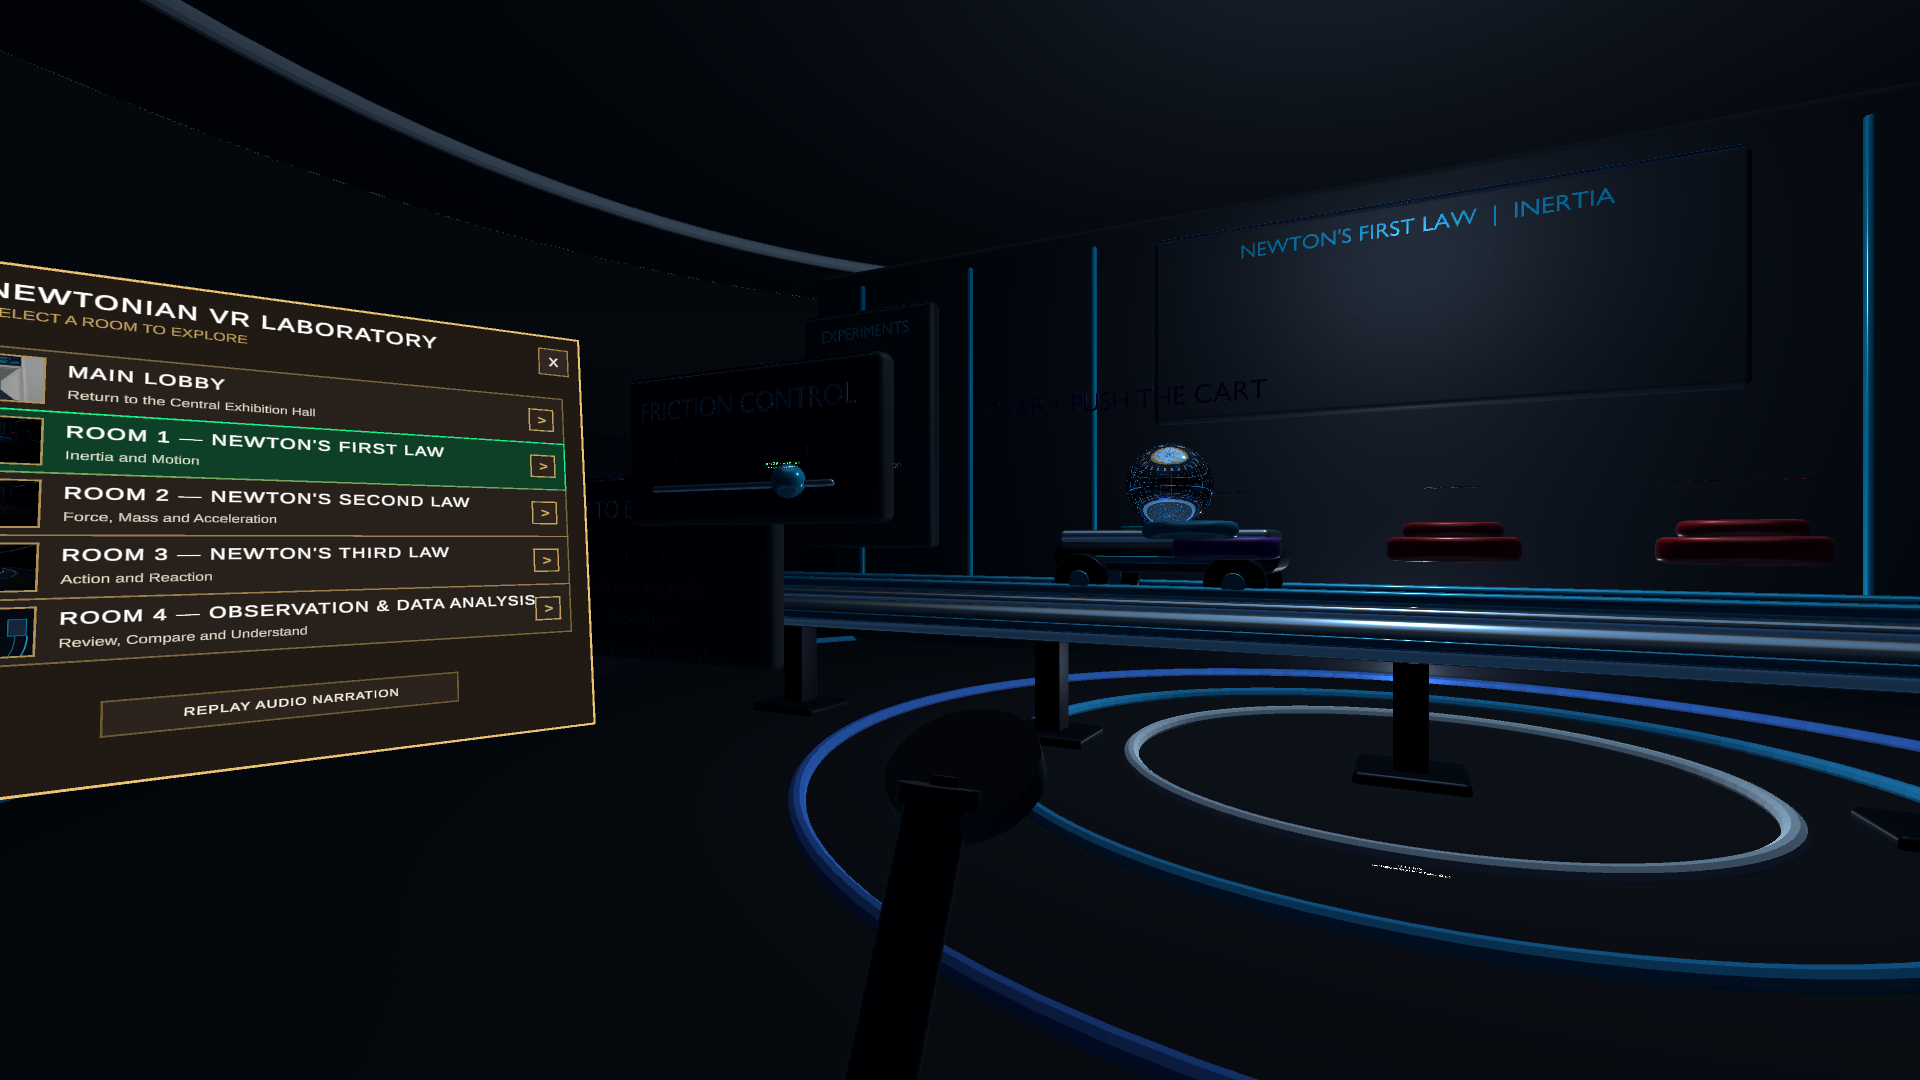 NEWTONIAN VR LABORATORY
ELECT A ROOM TO EXPLORE
X
MAIN LOBBY
Return to the Central Exhibition Hall
>
ROOM 1 — NEWTON'S FIRST LAW
Inertia and Motion
>
ROOM 2 — NEWTON'S SECOND LAW
Force, Mass and Acceleration
>
ROOM 3 — NEWTON'S THIRD LAW
Action and Reaction
>
ROOM 4 — OBSERVATION & DATA ANALYSIS
Review, Compare and Understand
>
REPLAY AUDIO NARRATION
TO
EXPERIMENTS
FRICTION CONTROL
PUSH THE CART
NEWTON'S FIRST LAW | INERTIA